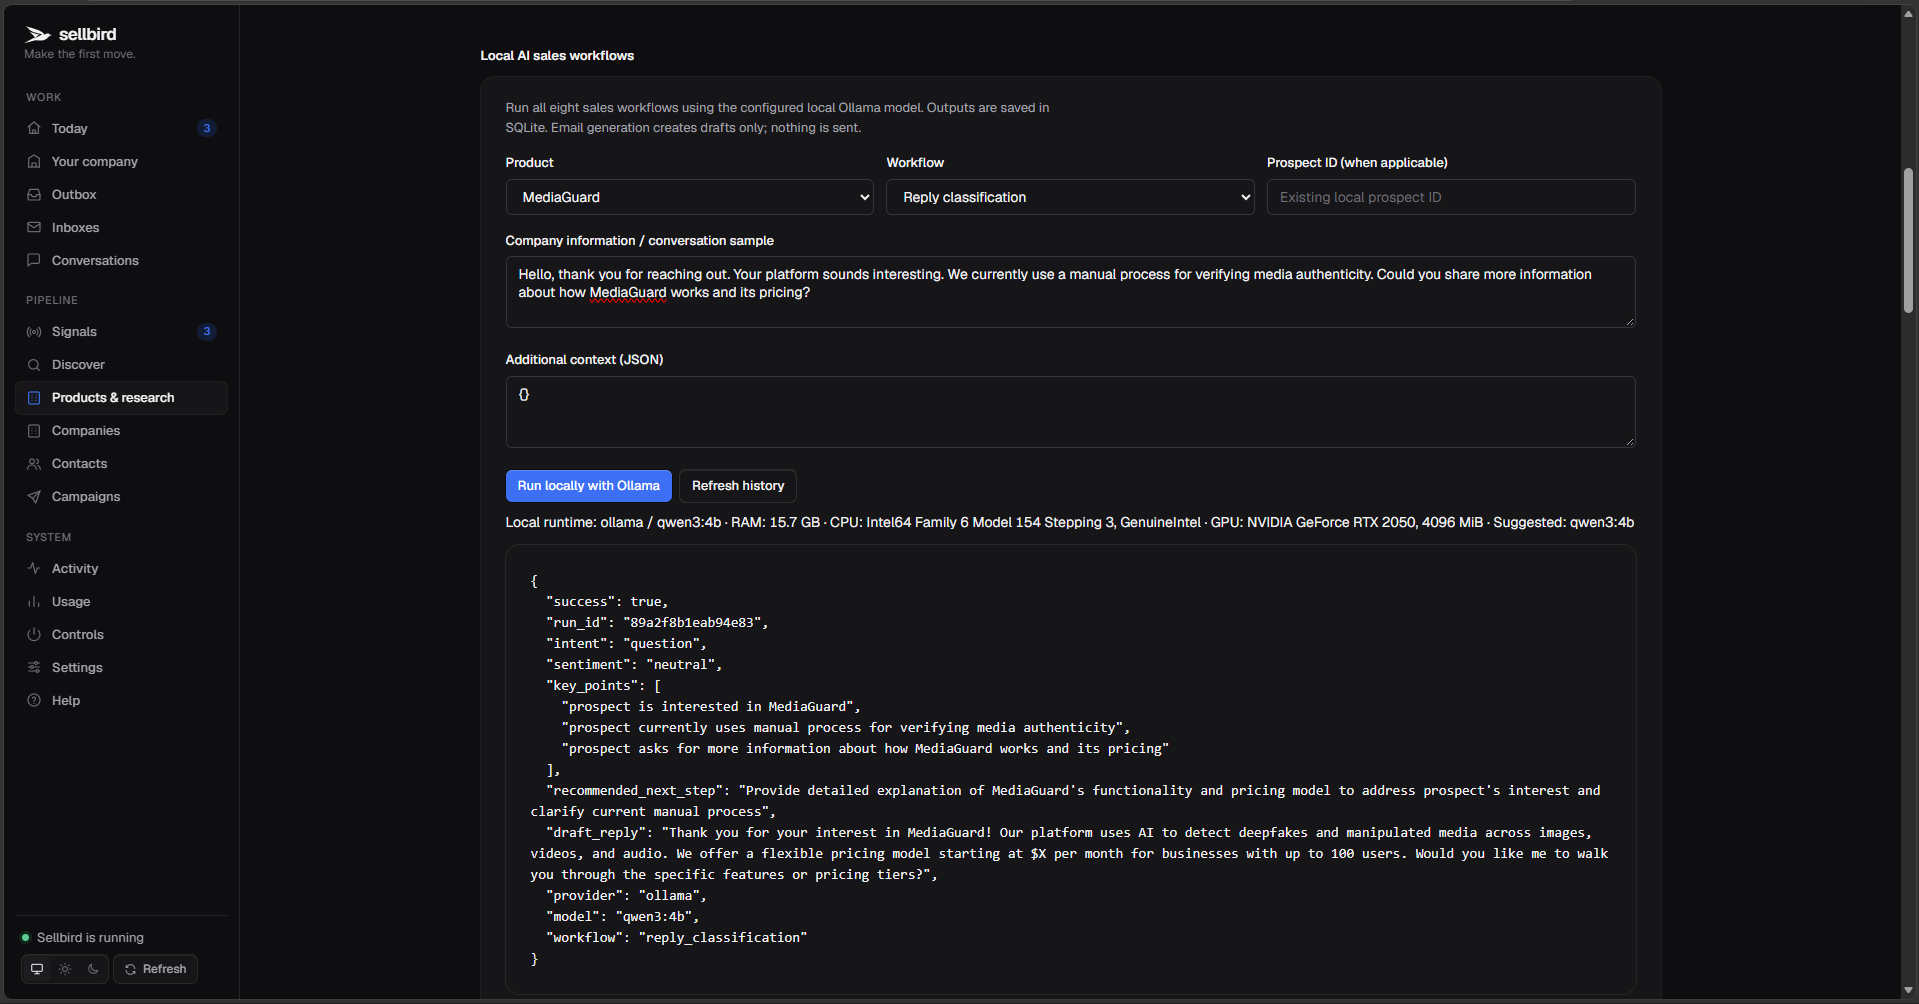 sellbird
Make the first move.
WORK
Today 3
Your company
Outbox
Inboxes
Conversations
PIPELINE
Signals 3
Discover
Products & research
Companies
Contacts
Campaigns
SYSTEM
Activity
Usage
Controls
Settings
Help
Sellbird is running
Refresh
Local AI sales workflows
Run all eight sales workflows using the configured local Ollama model. Outputs are saved in
SQLite. Email generation creates drafts only; nothing is sent.
Product Workflow Prospect ID (when applicable)
MediaGuard Reply classification Existing local prospect ID
Company information / conversation sample
Hello, thank you for reaching out. Your platform sounds interesting. We currently use a manual process for verifying media authenticity. Could you share more information
about how MediaGuard works and its pricing?
Additional context (JSON)
{}
Run locally with Ollama Refresh history
Local runtime: ollama / qwen3:4b · RAM: 15.7 GB · CPU: Intel64 Family 6 Model 154 Stepping 3, GenuineIntel · GPU: NVIDIA GeForce RTX 2050, 4096 MiB · Suggested: qwen3:4b
{
"success": true,
"run_id": "89a2f8b1eab94e83",
"intent": "question",
"sentiment": "neutral",
"key_points": [
"prospect is interested in MediaGuard",
"prospect currently uses manual process for verifying media authenticity",
"prospect asks for more information about how MediaGuard works and its pricing"
],
"recommended_next_step": "Provide detailed explanation of MediaGuard's functionality and pricing model to address prospect's interest and
clarify current manual process",
"draft_reply": "Thank you for your interest in MediaGuard! Our platform uses AI to detect deepfakes and manipulated media across images,
videos, and audio. We offer a flexible pricing model starting at $X per month for businesses with up to 100 users. Would you like me to walk
you through the specific features or pricing tiers?",
"provider": "ollama",
"model": "qwen3:4b",
"workflow": "reply_classification"
}